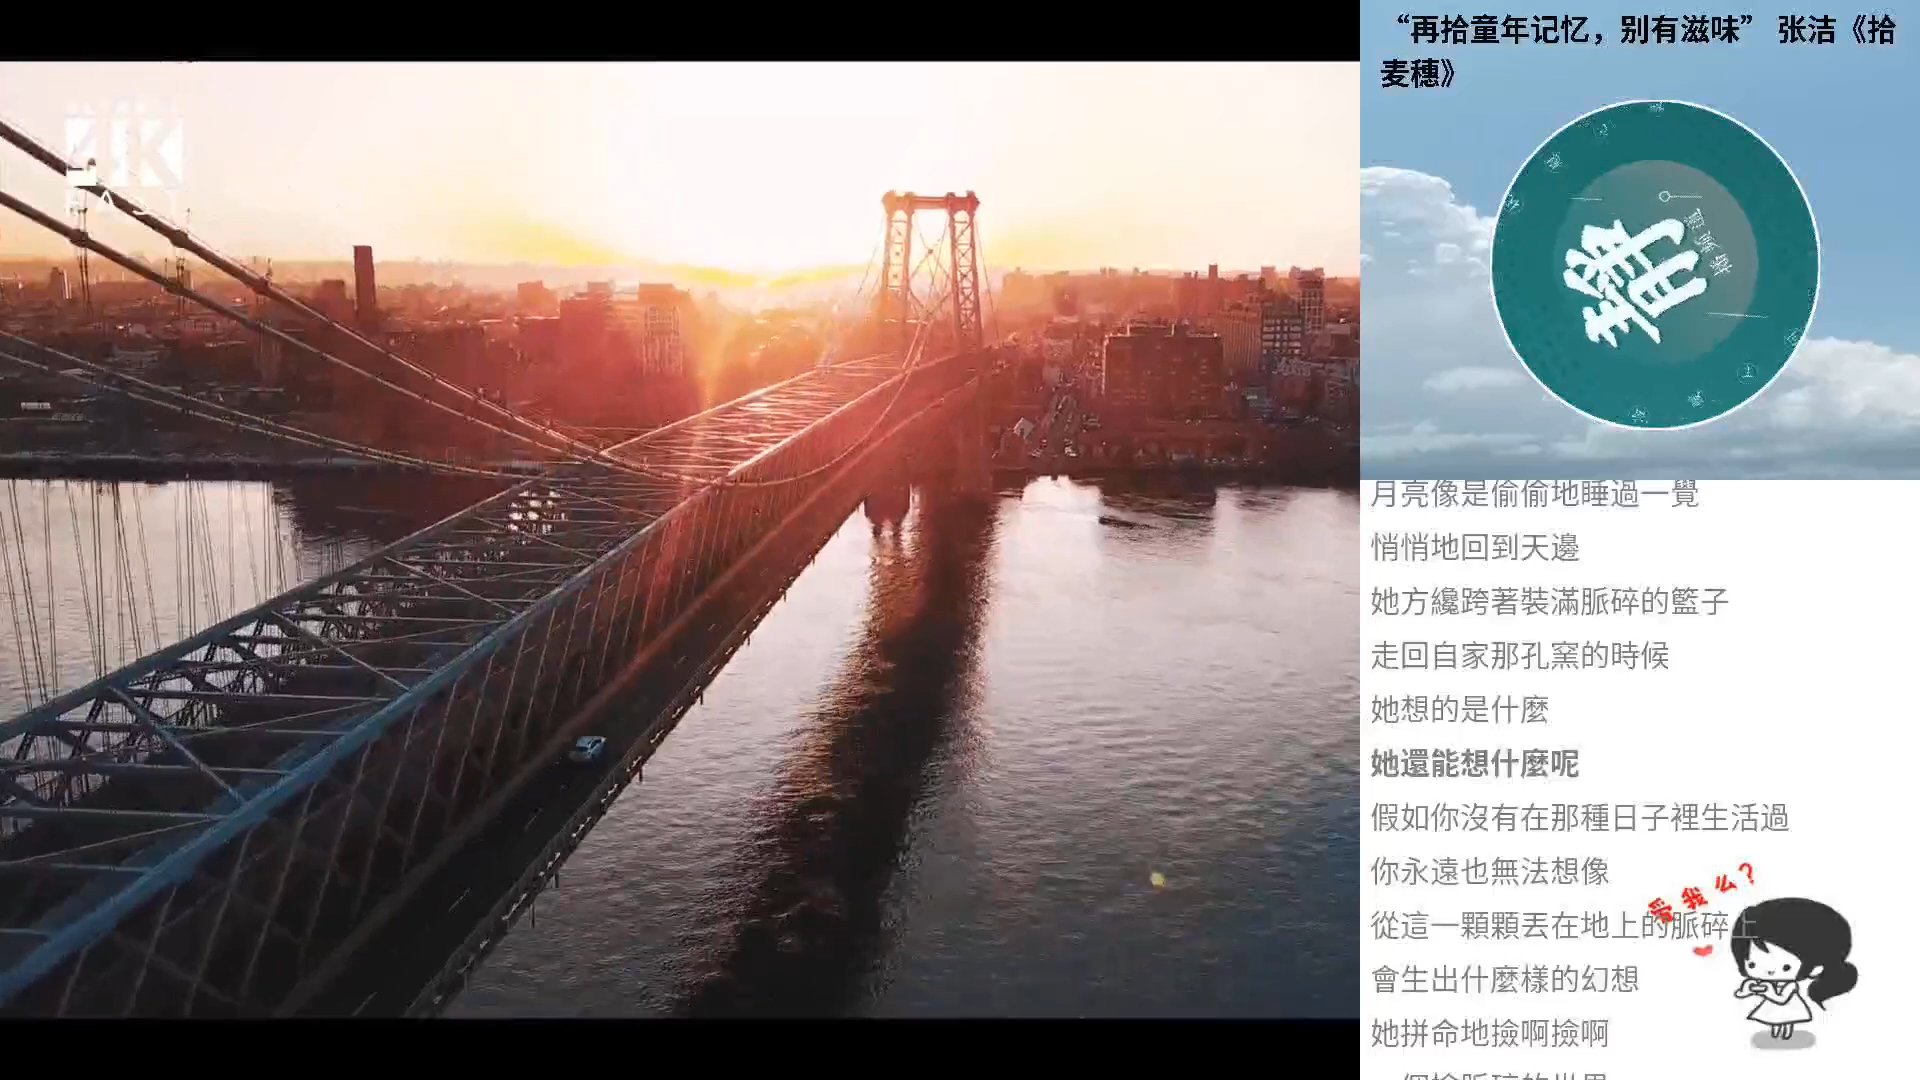 4K
“再拾童年记忆，别有滋味” 张洁《拾
麦穗》
拾
月亮像是偷偷地睡過一覺
悄悄地回到天邊
她方纔跨著裝滿脈碎的籃子
走回自家那孔窯的時候
她想的是什麼
她還能想什麼呢
假如你沒有在那種日子裡生活過
你永遠也無法想像
從這一顆顆丟在地上的脈碎上
會生出什麼樣的幻想
她拼命地撿啊撿啊
爱我么？